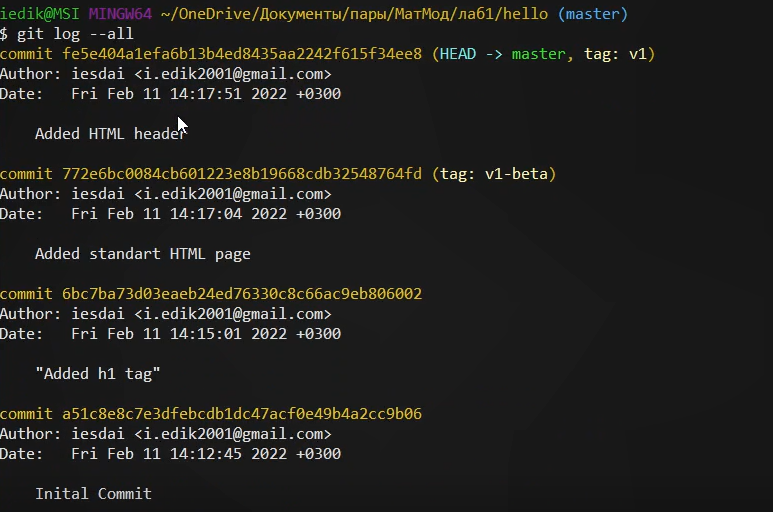 iedik@MSI MINGW64 ~/OneDrive/Документы/пары/МатМод/ла61/hello (master)
$ git log --all
commit fe5e404a1efa6b13b4ed8435aa2242f615f34ee8 (HEAD -> master, tag: v1)
Author: iesdai <i.edik2001@gmail.com>
Date:   Fri Feb 11 14:17:51 2022 +0300
Added HTML header
commit 772e6bc0084cb601223e8b19668cdb32548764fd (tag: v1-beta)
Author: iesdai <i.edik2001@gmail.com>
Date:   Fri Feb 11 14:17:04 2022 +0300
Added standart HTML page
commit 6bc7ba73d03eaeb24ed76330c8c66ac9eb806002
Author: iesdai <i.edik2001@gmail.com>
Date:   Fri Feb 11 14:15:01 2022 +0300
"Added h1 tag"
commit a51c8e8c7e3dfebcdb1dc47acf0e49b4a2cc9b06
Author: iesdai <i.edik2001@gmail.com>
Date:   Fri Feb 11 14:12:45 2022 +0300
Inital Commit